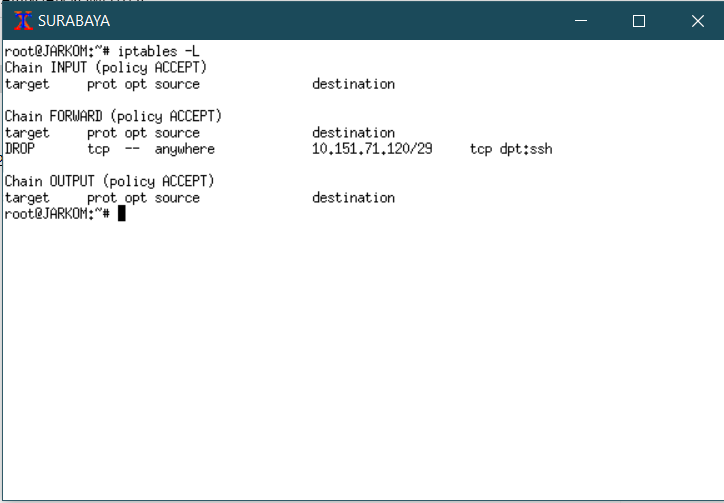 SURABAYA
root@JARKOM:~# iptables -L
Chain INPUT (policy ACCEPT)
target     prot opt source               destination
Chain FORWARD (policy ACCEPT)
target     prot opt source               destination
DROP       tcp  --  anywhere             10.151.71.120/29     tcp dpt:ssh
Chain OUTPUT (policy ACCEPT)
target     prot opt source               destination
root@JARKOM:~#